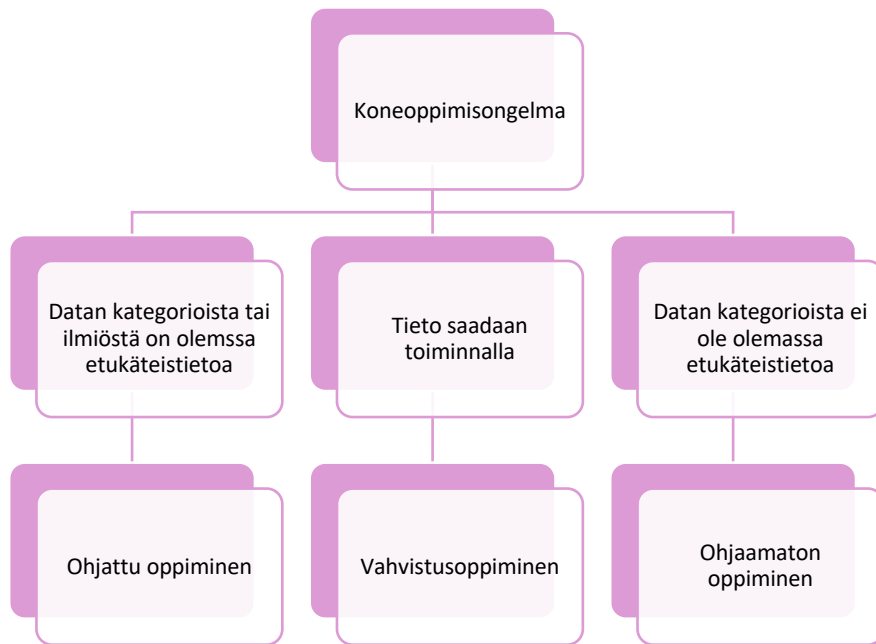 Koneoppimisongelma
Datan kategorioista tai
ilmiöstä on olemssa
etukäteistietoa
Tieto saadaan
toiminnalla
Datan kategorioista ei
ole olemassa
etukäteistietoa
Ohjattu oppiminen
Vahvistusoppiminen
Ohjaamaton
oppiminen